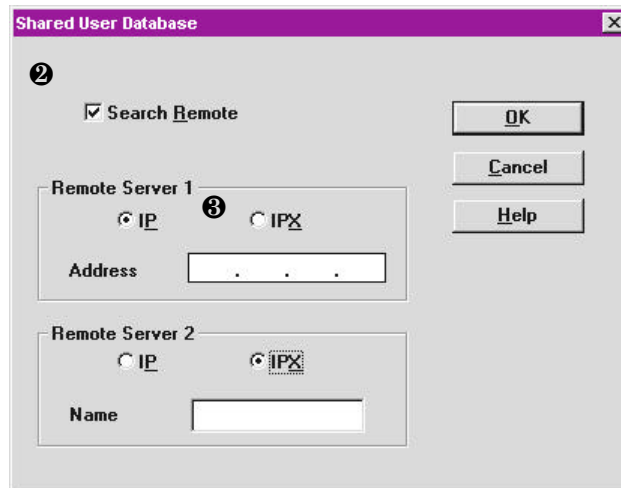 Shared User Database
❷
Search Remote
OK
Cancel
Help
Remote Server 1
❸
IP
IPX
Address
. . .
Remote Server 2
IP
IPX
Name